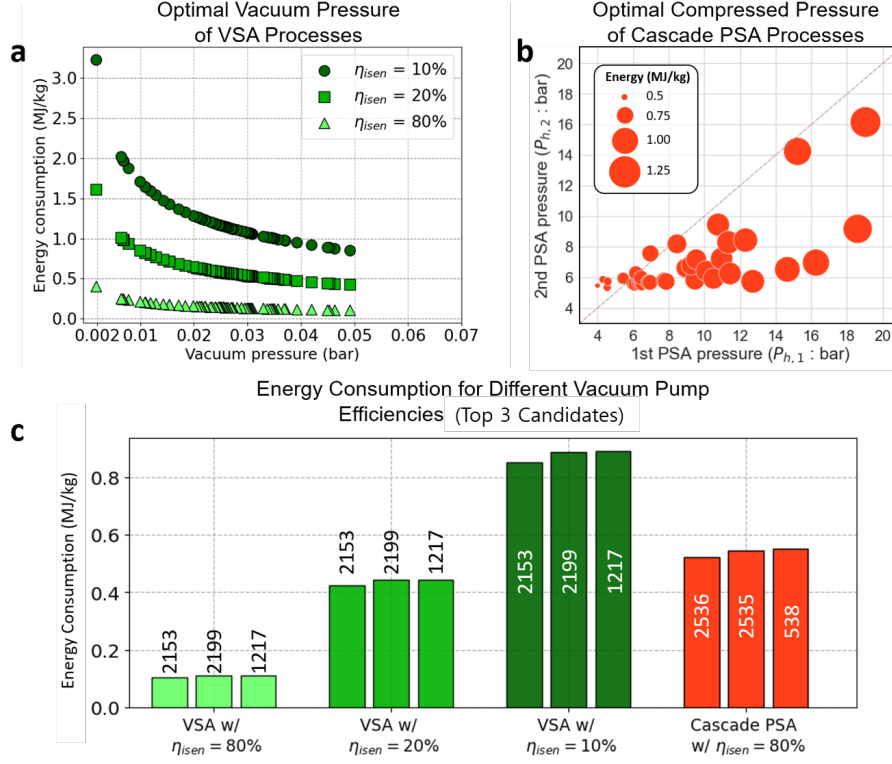 a
Optimal Vacuum Pressure
of VSA Processes
Energy consumption (MJ/kg)
3.0
2.5
2.0
1.5
1.0
0.5
0.0
η_isen = 10%
η_isen = 20%
η_isen = 80%
0.002 0.01 0.02 0.03 0.04 0.05 0.06 0.07
Vacuum pressure (bar)
b
Optimal Compressed Pressure
of Cascade PSA Processes
2nd PSA pressure (P_h,2 : bar)
20
18
16
14
12
10
8
6
4
Energy (MJ/kg)
0.5
0.75
1.00
1.25
4 6 8 10 12 14 16 18 20
1st PSA pressure (P_h,1 : bar)
c
Energy Consumption for Different Vacuum Pump
Efficiencies (Top 3 Candidates)
Energy Consumption (MJ/kg)
0.8
0.6
0.4
0.2
0.0
2153 2199 1217
2153 2199 1217
2153 2199 1217
2536 2535 538
VSA w/
η_isen = 80%
VSA w/
η_isen = 20%
VSA w/
η_isen = 10%
Cascade PSA
w/ η_isen = 80%